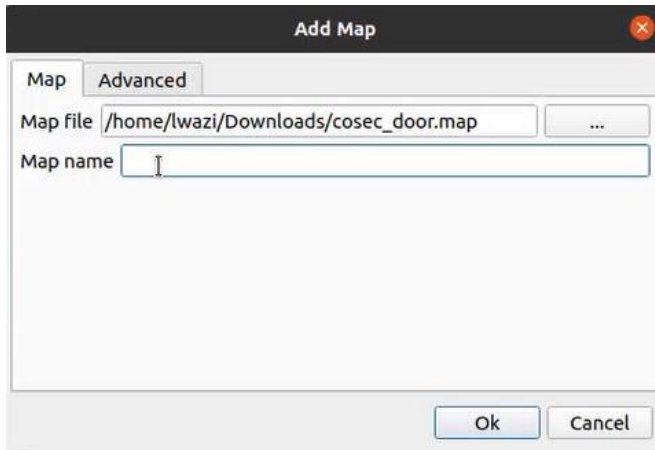 Add Map
Map Advanced
Map file /home/lwazi/Downloads/cosec_door.map ...
Map name
Ok Cancel